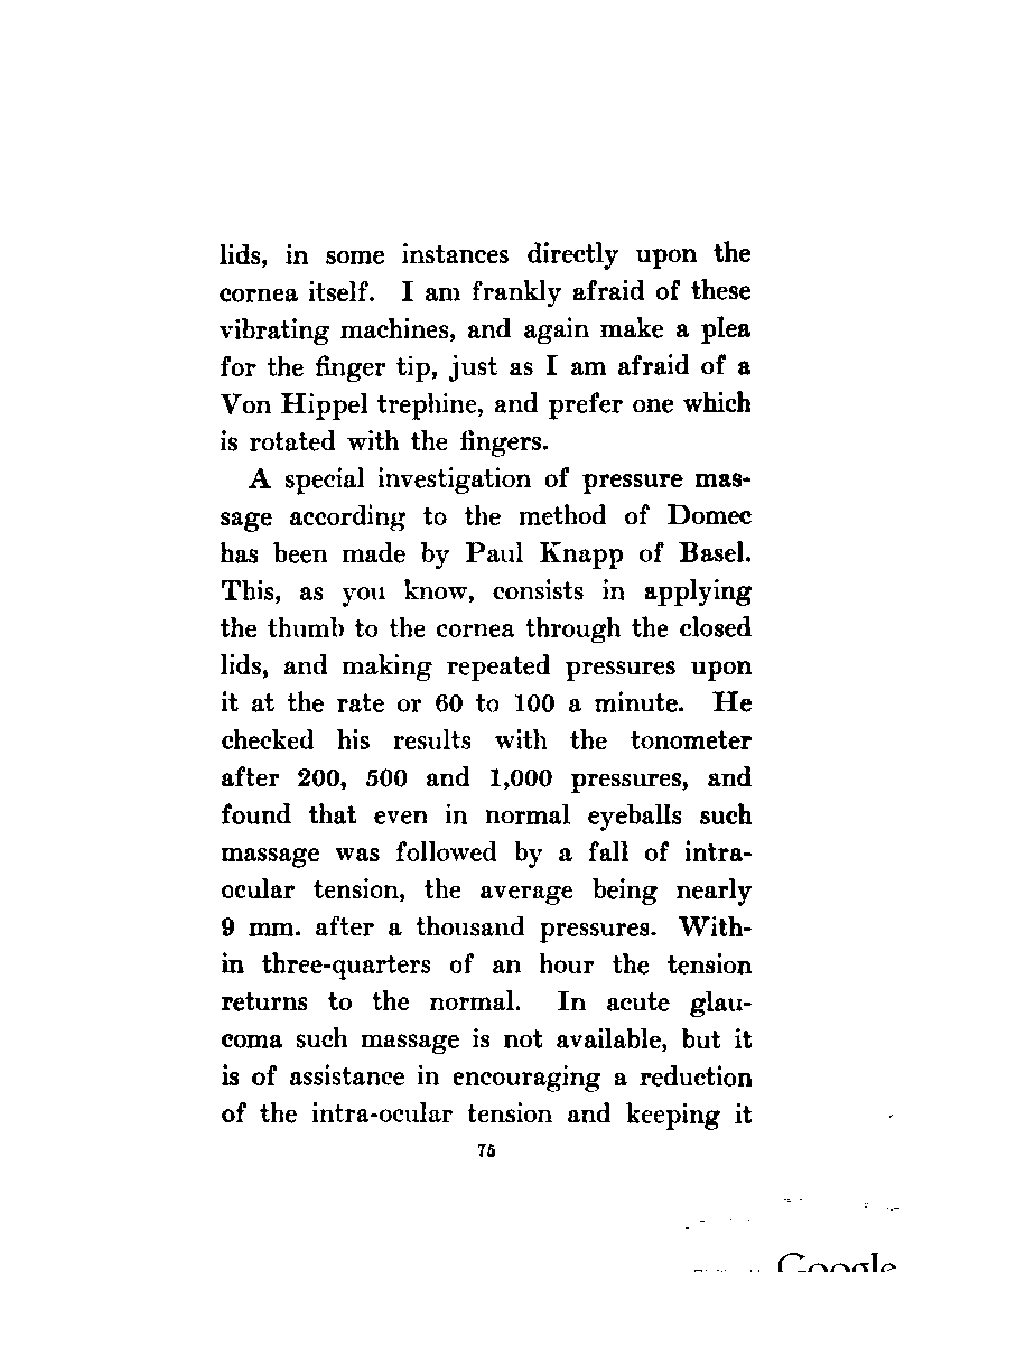 lids, in some instances directly upon the
cornea itself. I am frankly afraid of these
vibrating machines, and again make a plea
for the finger tip, just as I am afraid of a
Von Hippel trephine, and prefer one which
is rotated with the fingers.
A special investigation of pressure mas-
sage according to the method of Domec
has been made by Paul Knapp of Basel.
This, as you know, consists in applying
the thumb to the cornea through the closed
lids, and making repeated pressures upon
it at the rate or 60 to 100 a minute. He
checked his results with the tonometer
after 200, 500 and 1,000 pressures, and
found that even in normal eyeballs such
massage was followed by a fall of intra-
ocular tension, the average being nearly
9 mm. after a thousand pressures. With-
in three-quarters of an hour the tension
returns to the normal. In acute glau-
coma such massage is not available, but it
is of assistance in encouraging a reduction
of the intra-ocular tension and keeping it
75
Google